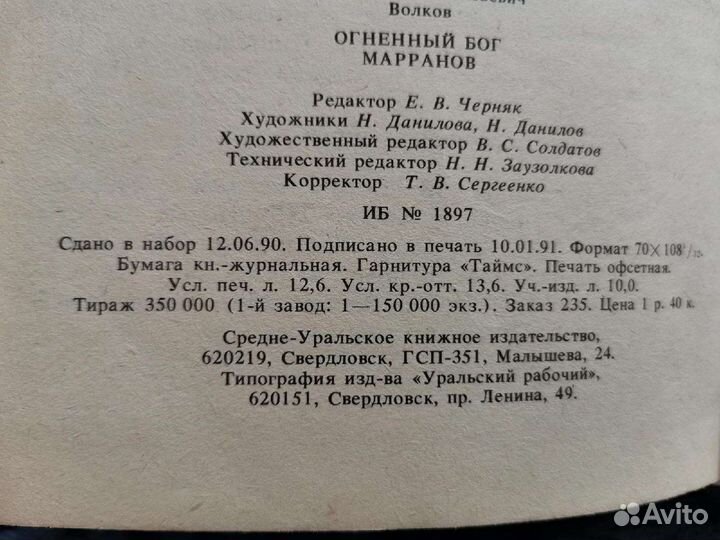 Волков
ОГНЕННЫЙ БОГ
МАРРАНОВ
Редактор Е. В. Черняк
Художники Н. Данилова, Н. Данилов
Художественный редактор В. С. Солдатов
Технический редактор Н. Н. Заузолкова
Корректор Т. В. Сергеенко
ИБ № 1897
Сдано в набор 12.06.90. Подписано в печать 10.01.91. Формат 70×108¹/₃₂.
Бумага кн.-журнальная. Гарнитура «Таймс». Печать офсетная.
Усл. печ. л. 12,6. Усл. кр.-отт. 13,6. Уч.-изд. л. 10,0.
Тираж 350 000 (1-й завод: 1—150 000 экз.). Заказ 235. Цена 1 р. 40 к.
Средне-Уральское книжное издательство,
620219, Свердловск, ГСП-351, Малышева, 24.
Типография изд-ва «Уральский рабочий»,
620151, Свердловск, пр. Ленина, 49.
Avito